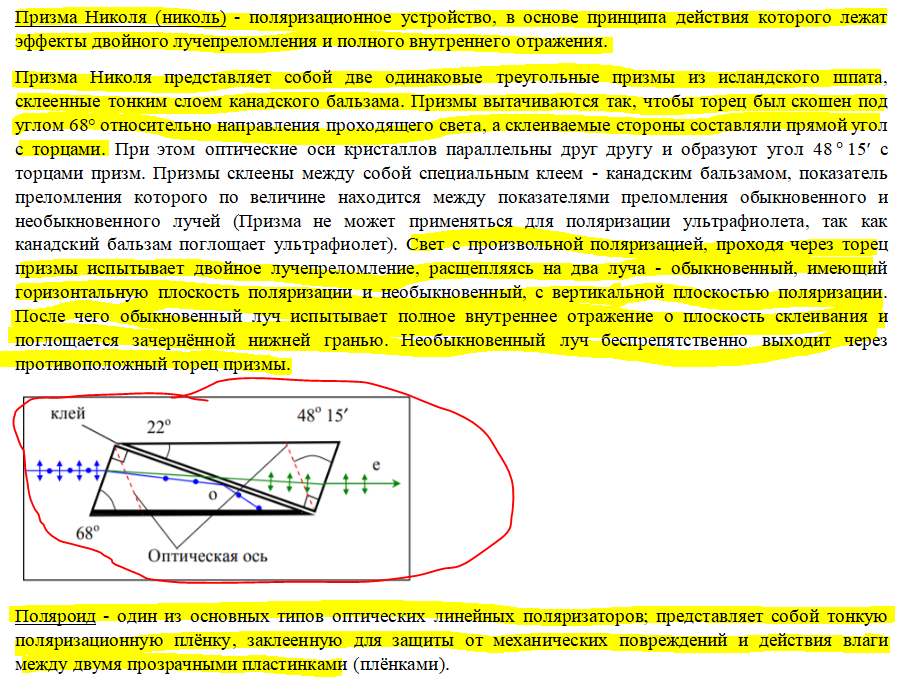 Призма Николя (николь) - поляризационное устройство, в основе принципа действия которого лежат
эффекты двойного лучепреломления и полного внутреннего отражения.
Призма Николя представляет собой две одинаковые треугольные призмы из исландского шпата,
склеенные тонким слоем канадского бальзама. Призмы вытачиваются так, чтобы торец был скошен под
углом 68° относительно направления проходящего света, а склеиваемые стороны составляли прямой угол
с торцами. При этом оптические оси кристаллов параллельны друг другу и образуют угол 48 ° 15′ с
торцами призм. Призмы склеены между собой специальным клеем - канадским бальзамом, показатель
преломления которого по величине находится между показателями преломления обыкновенного и
необыкновенного лучей (Призма не может применяться для поляризации ультрафиолета, так как
канадский бальзам поглощает ультрафиолет). Свет с произвольной поляризацией, проходя через торец
призмы испытывает двойное лучепреломление, расщепляясь на два луча - обыкновенный, имеющий
горизонтальную плоскость поляризации и необыкновенный, с вертикальной плоскостью поляризации.
После чего обыкновенный луч испытывает полное внутреннее отражение о плоскость склеивания и
поглощается зачернённой нижней гранью. Необыкновенный луч беспрепятственно выходит через
противоположный торец призмы.
клей
22°
48° 15′
e
o
68°
Оптическая ось
Поляроид - один из основных типов оптических линейных поляризаторов; представляет собой тонкую
поляризационную плёнку, заклеенную для защиты от механических повреждений и действия влаги
между двумя прозрачными пластинками (плёнками).